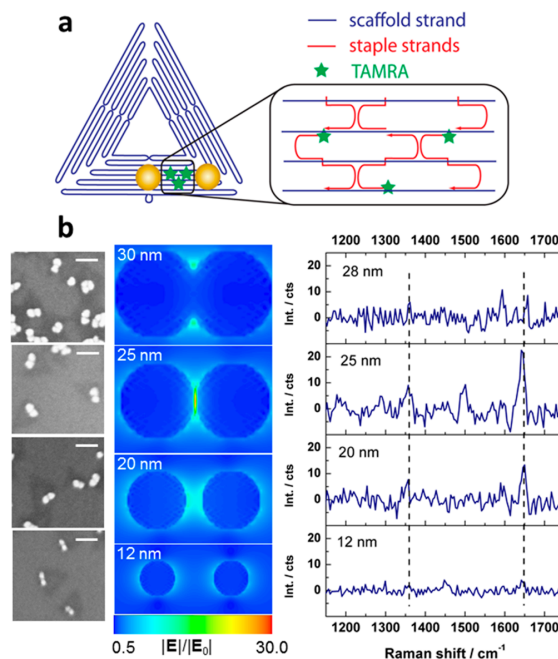 a
scaffold strand
staple strands
TAMRA
b
30 nm
25 nm
20 nm
12 nm
0.5 |E|/|E₀| 30.0
1200 1300 1400 1500 1600 1700
20
10
0
Int. / cts
28 nm
20
10
0
Int. / cts
25 nm
20
10
0
Int. / cts
20 nm
20
10
0
Int. / cts
12 nm
1200 1300 1400 1500 1600 1700
Raman shift / cm⁻¹